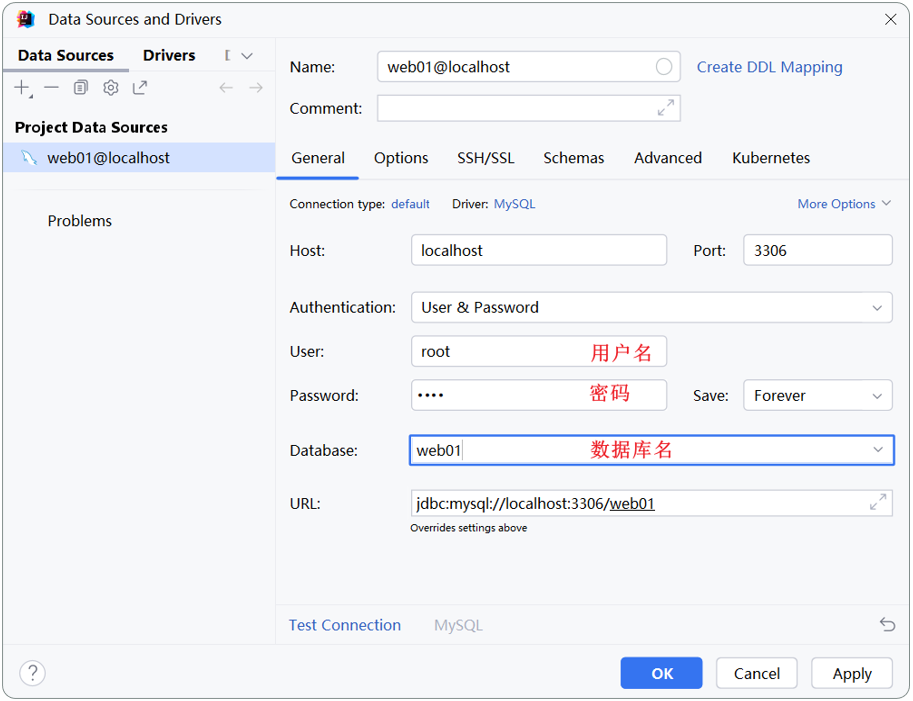 Data Sources and Drivers
Data Sources Drivers
Project Data Sources
web01@localhost
Problems
Name: web01@localhost Create DDL Mapping
Comment:
General Options SSH/SSL Schemas Advanced Kubernetes
Connection type: default Driver: MySQL More Options
Host: localhost Port: 3306
Authentication: User & Password
User: root 用户名
Password: •••• 密码 Save: Forever
Database: web01 数据库名
URL: jdbc:mysql://localhost:3306/web01
Overrides settings above
Test Connection MySQL
? OK Cancel Apply